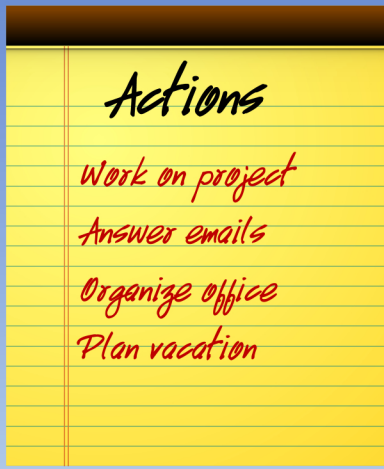 Actions
Work on project
Answer emails
Organize office
Plan vacation